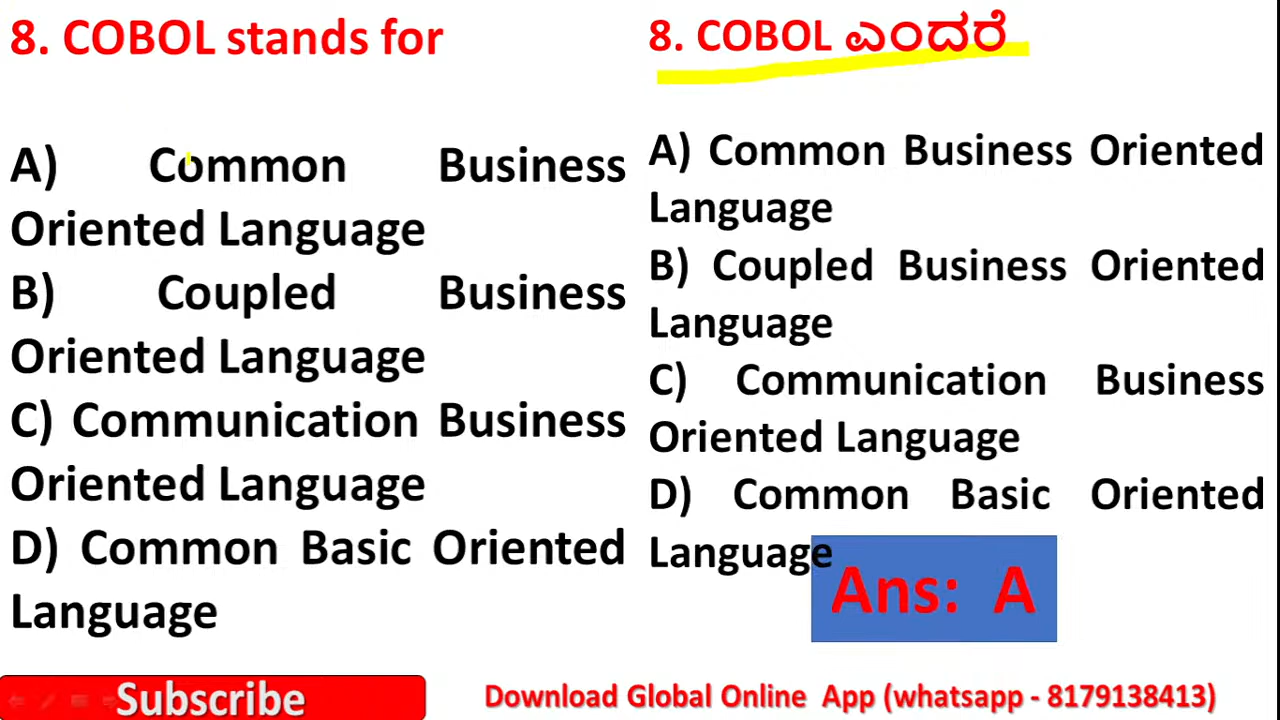 8. COBOL stands for
A) Common Business
Oriented Language
B) Coupled Business
Oriented Language
C) Communication Business
Oriented Language
D) Common Basic Oriented
Language
8. COBOL ಎಂದರೆ
A) Common Business Oriented
Language
B) Coupled Business Oriented
Language
C) Communication Business
Oriented Language
D) Common Basic Oriented
Language
Ans: A
Subscribe
Download Global Online App (whatsapp - 8179138413)